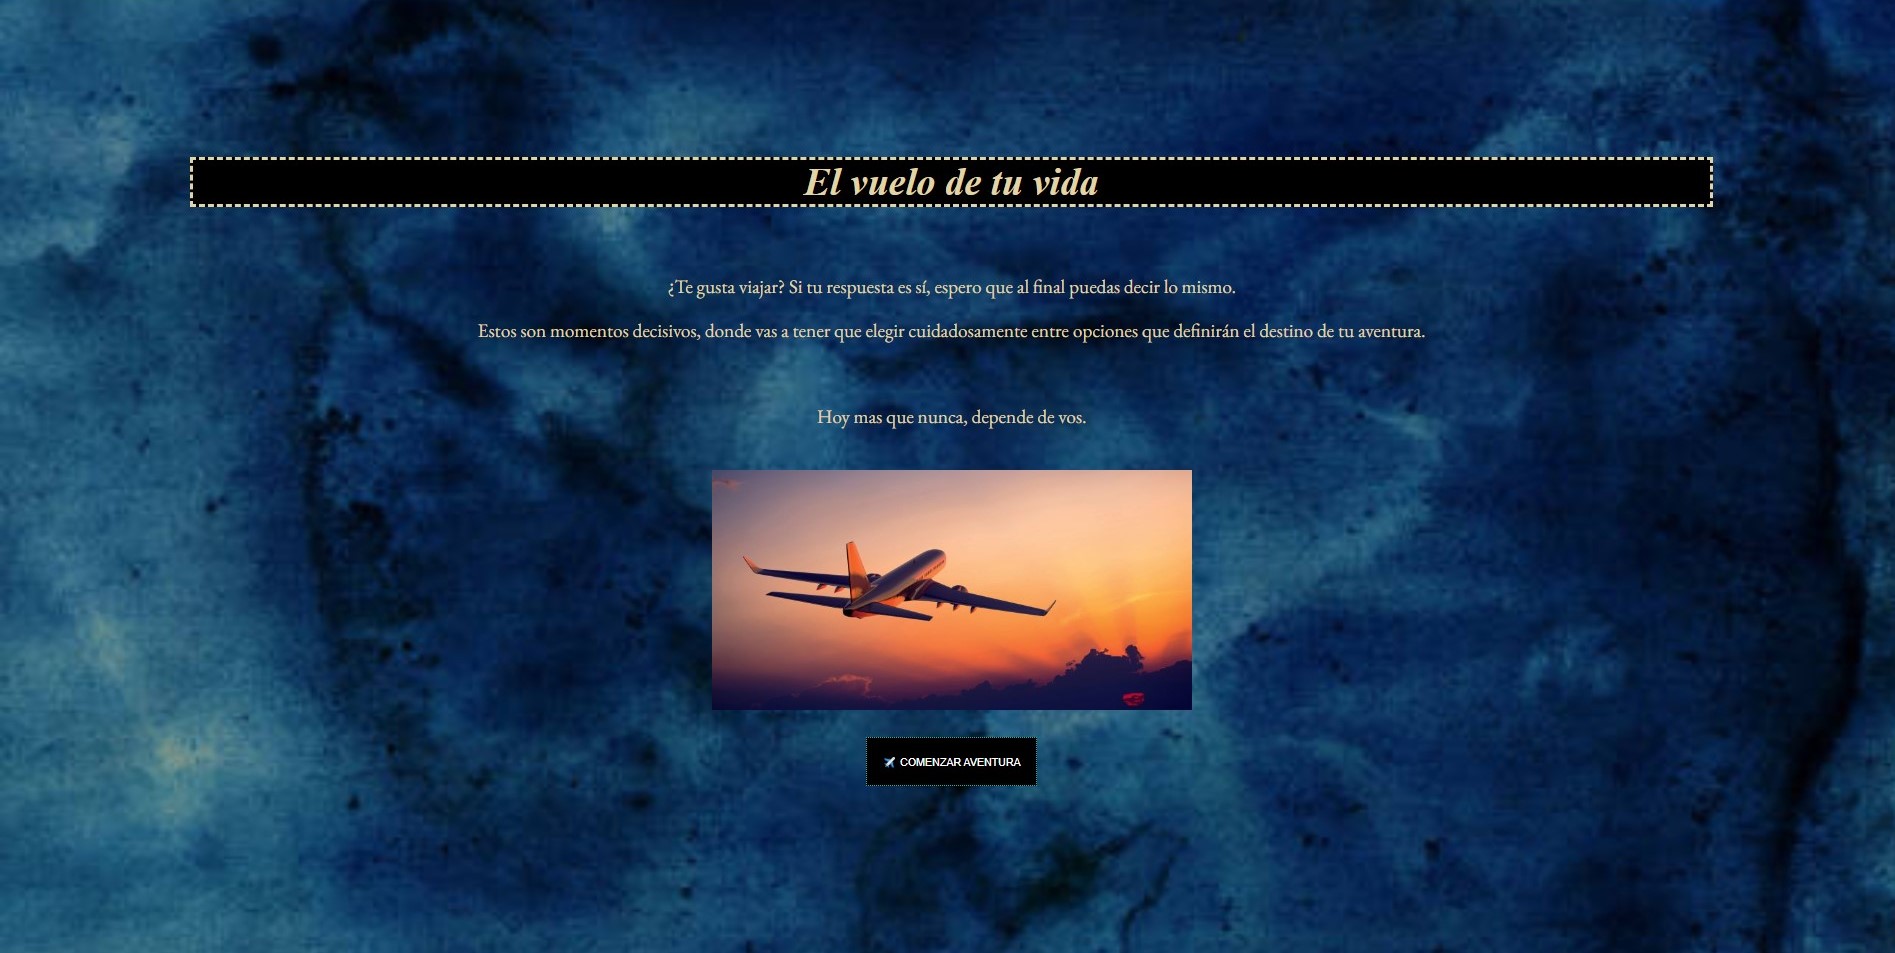 El vuelo de tu vida
¿Te gusta viajar? Si tu respuesta es sí, espero que al final puedas decir lo mismo.
Estos son momentos decisivos, donde vas a tener que elegir cuidadosamente entre opciones que definirán el destino de tu aventura.
Hoy mas que nunca, depende de vos.
✈️ COMENZAR AVENTURA